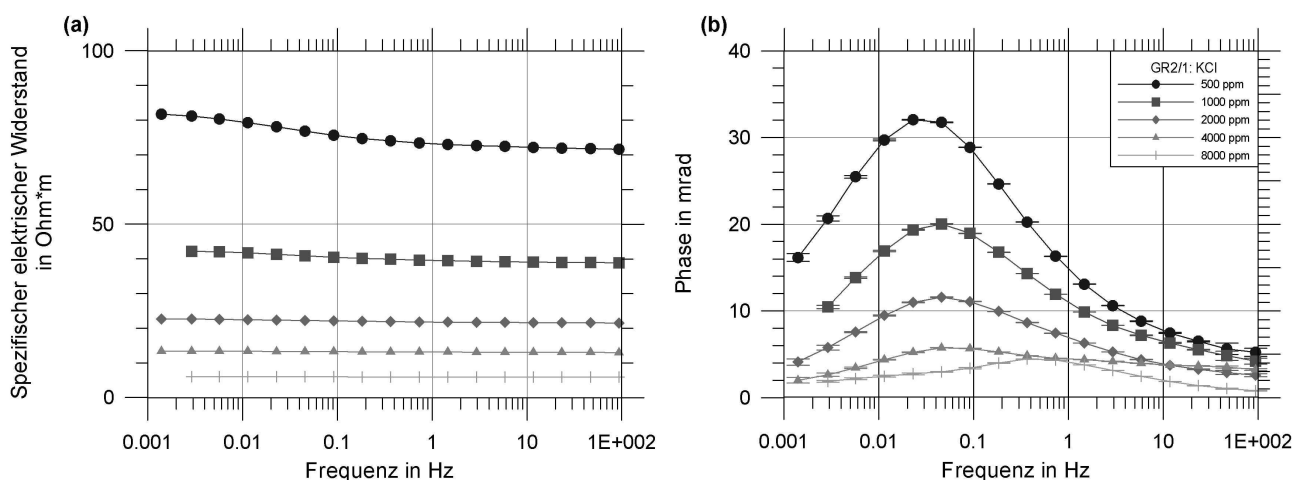 (a)
Spezifischer elektrischer Widerstand
in Ohm*m
100
50
0
0.001 0.01 0.1 1 10 1E+002
Frequenz in Hz
(b)
Phase in mrad
40
30
20
10
0
GR2/1: KCl
500 ppm
1000 ppm
2000 ppm
4000 ppm
8000 ppm
0.001 0.01 0.1 1 10 1E+002
Frequenz in Hz